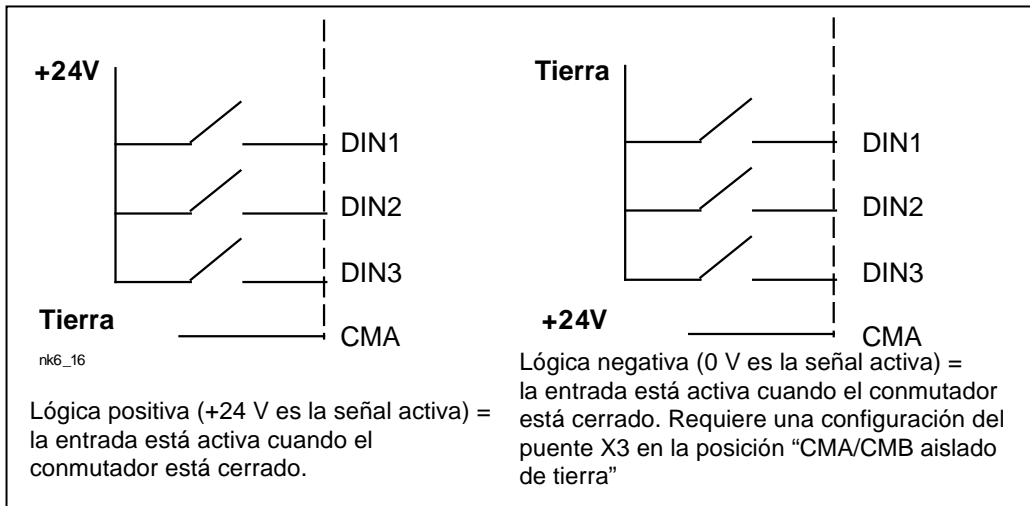 +24V
DIN1
DIN2
DIN3
Tierra
CMA
nk6_16
Lógica positiva (+24 V es la señal activa) =
la entrada está activa cuando el
conmutador está cerrado.
Tierra
DIN1
DIN2
DIN3
+24V
CMA
Lógica negativa (0 V es la señal activa) =
la entrada está activa cuando el conmutador
está cerrado. Requiere una configuración del
puente X3 en la posición “CMA/CMB aislado
de tierra”